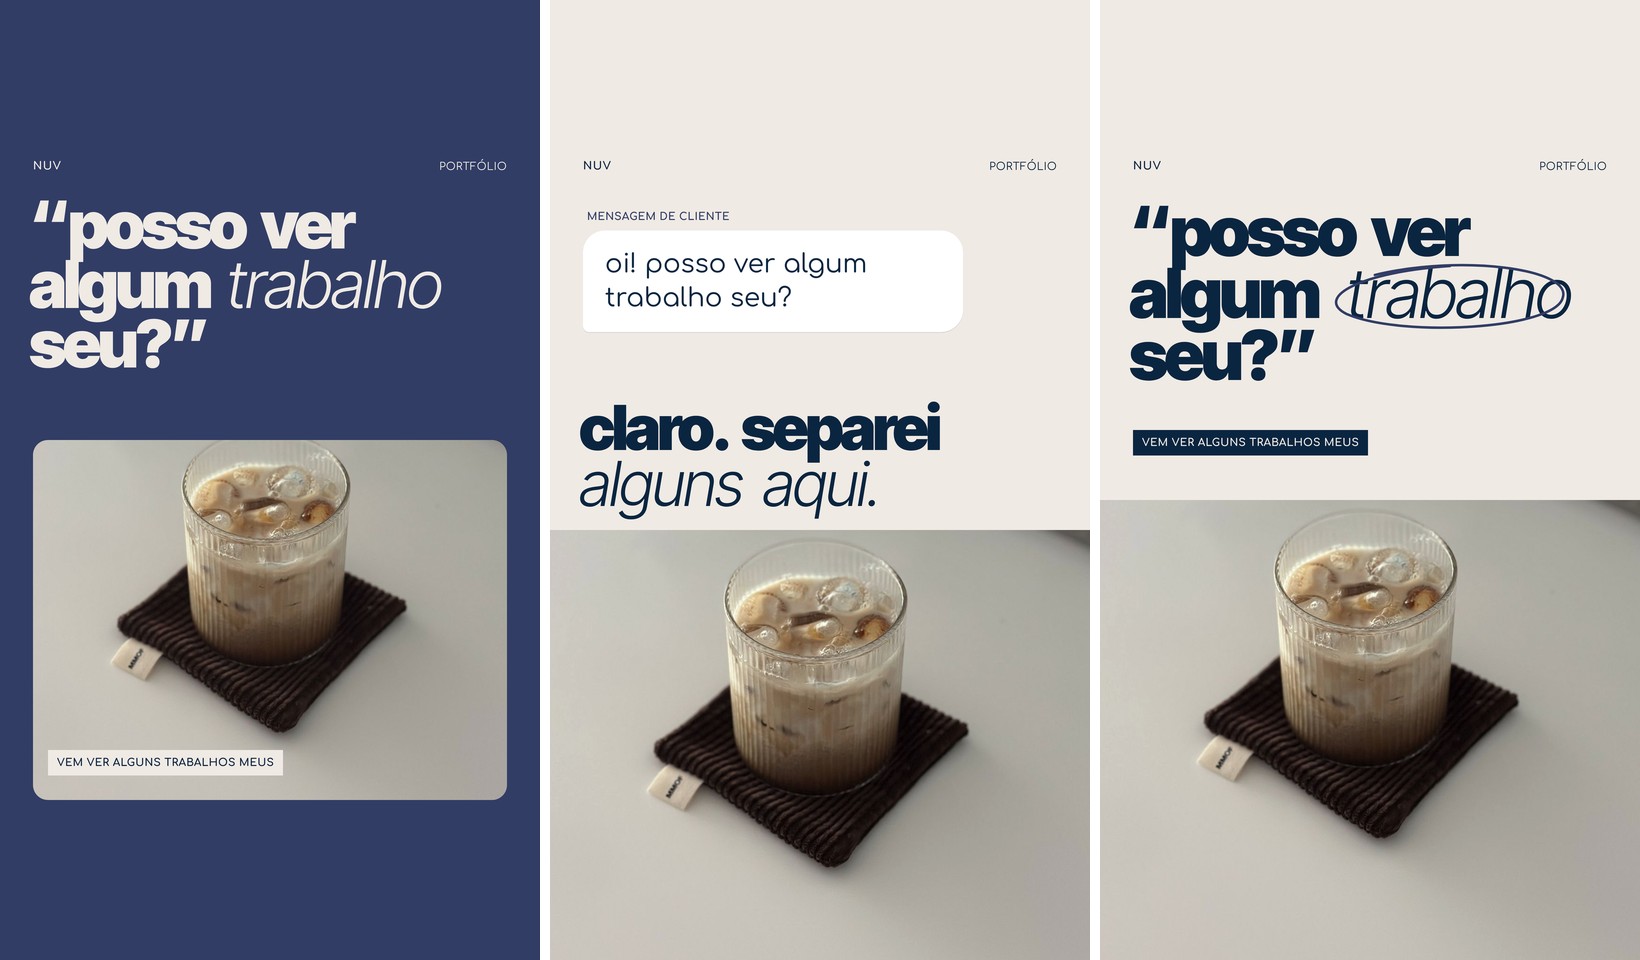 NUV
PORTFÓLIO
“posso ver
algum trabalho
seu?”
VEM VER ALGUNS TRABALHOS MEUS
NUV
PORTFÓLIO
MENSAGEM DE CLIENTE
oi! posso ver algum
trabalho seu?
claro. separei
alguns aqui.
NUV
PORTFÓLIO
“posso ver
algum trabalho
seu?”
VEM VER ALGUNS TRABALHOS MEUS